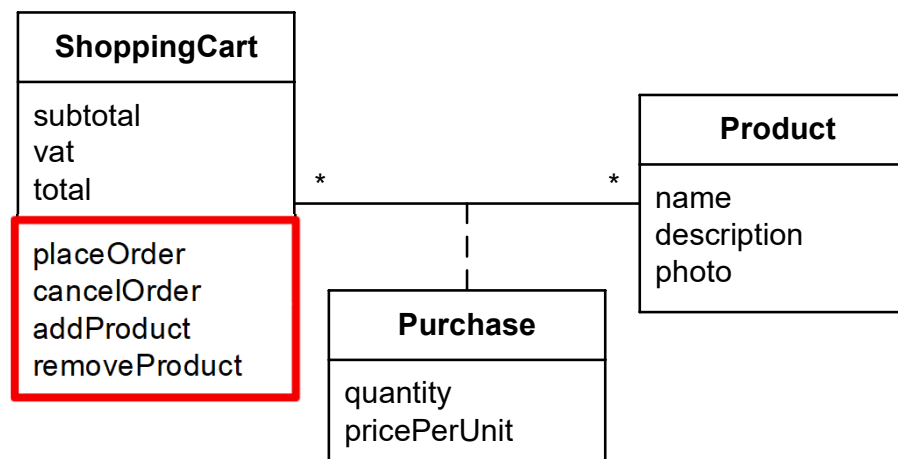 ShoppingCart
subtotal
vat
total
placeOrder
cancelOrder
addProduct
removeProduct
*
*
Product
name
description
photo
Purchase
quantity
pricePerUnit